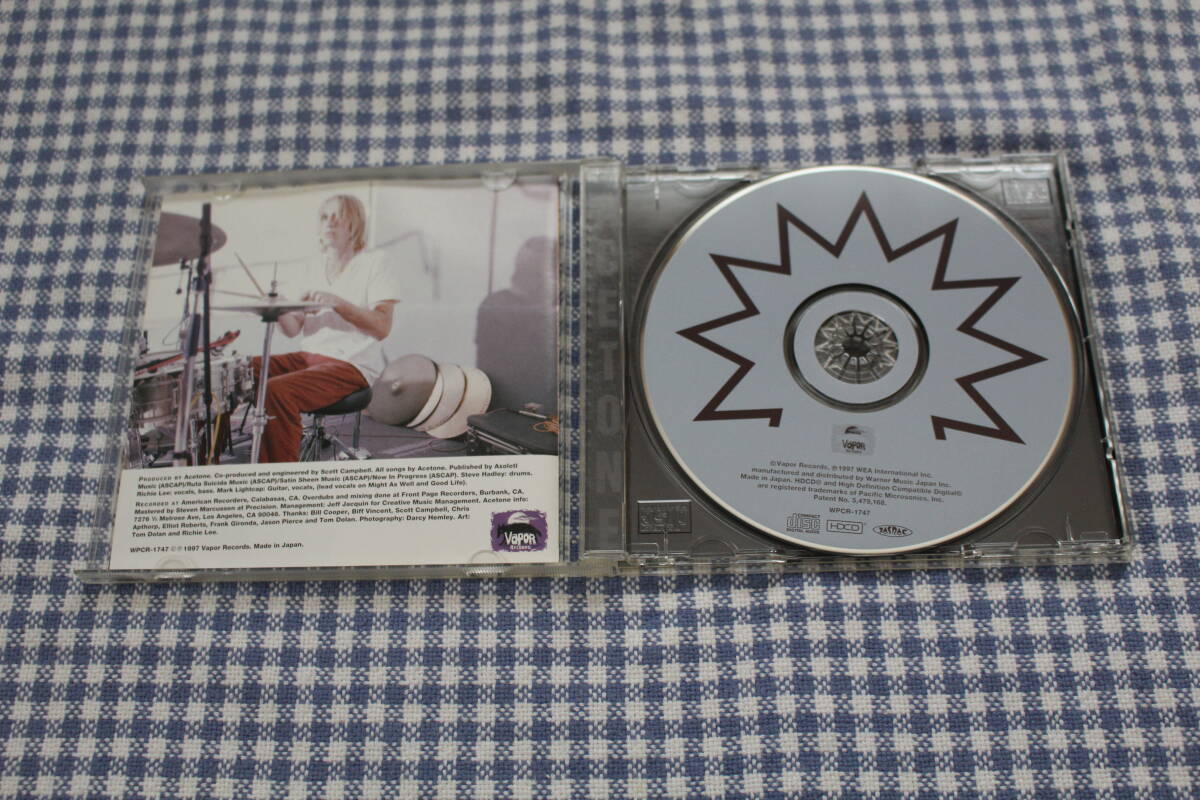 PRODUCED BY Acetone. Co-produced and engineered by Scott Campbell. All songs by Acetone. Published by Axoleti
Music (ASCAP)/Ruta Suicida Music (ASCAP)/Satin Sheen Music (ASCAP)/Now In Progress (ASCAP). Steve Hadley: drums.
Richie Lee: vocals, bass. Mark Lightcap: Guitar, vocals, (lead vocals on Might As Well and Good Life).
RECORDED AT American Recorders, Calabasas, CA. Overdubs and mixing done at Front Page Recorders, Burbank, CA.
Mastered by Steven Marcussen of Precision. Management: Jeff Jacquin for Creative Music Management. Acetone info:
7276 ½ Melrose Ave, Los Angeles, CA 90046. Thanks: Bill Cooper, Biff Vincent, Scott Campbell, Chris
Apthorp, Elliot Roberts, Frank Gironda, Jason Pierce and Tom Dolan. Photography: Darcy Hemley. Art:
Tom Dolan and Richie Lee.
WPCR-1747 ©℗ 1997 Vapor Records. Made in Japan.
VAPOR
RECORDS
ACETONE
VAPOR
RECORDS
©Vapor Records, ℗1997 WEA International Inc.
manufactured and distributed by Warner Music Japan Inc.
Made in Japan. HDCD® and High Definition Compatible Digital®
are registered trademarks of Pacific Microsonics, Inc.
Patent No. 5,479,168.
WPCR-1747
COMPACT
disc
DIGITAL AUDIO
HDCD
JASRAC